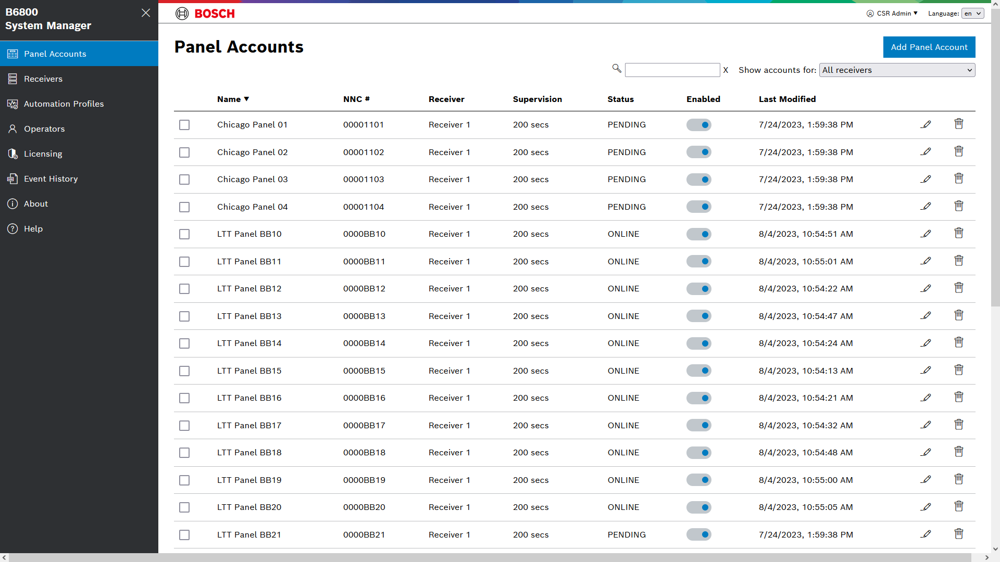 B6800
System Manager
Panel Accounts
Receivers
Automation Profiles
Operators
Licensing
Event History
About
Help
BOSCH
CSR Admin ▼ Language: en
Panel Accounts
Add Panel Account
X Show accounts for: All receivers
Name ▼ NNC # Receiver Supervision Status Enabled Last Modified
Chicago Panel 01 00001101 Receiver 1 200 secs PENDING 7/24/2023, 1:59:38 PM
Chicago Panel 02 00001102 Receiver 1 200 secs PENDING 7/24/2023, 1:59:38 PM
Chicago Panel 03 00001103 Receiver 1 200 secs PENDING 7/24/2023, 1:59:38 PM
Chicago Panel 04 00001104 Receiver 1 200 secs PENDING 7/24/2023, 1:59:38 PM
LTT Panel BB10 0000BB10 Receiver 1 200 secs ONLINE 8/4/2023, 10:54:51 AM
LTT Panel BB11 0000BB11 Receiver 1 200 secs ONLINE 8/4/2023, 10:55:01 AM
LTT Panel BB12 0000BB12 Receiver 1 200 secs ONLINE 8/4/2023, 10:54:22 AM
LTT Panel BB13 0000BB13 Receiver 1 200 secs ONLINE 8/4/2023, 10:54:47 AM
LTT Panel BB14 0000BB14 Receiver 1 200 secs ONLINE 8/4/2023, 10:54:24 AM
LTT Panel BB15 0000BB15 Receiver 1 200 secs ONLINE 8/4/2023, 10:54:13 AM
LTT Panel BB16 0000BB16 Receiver 1 200 secs ONLINE 8/4/2023, 10:54:21 AM
LTT Panel BB17 0000BB17 Receiver 1 200 secs ONLINE 8/4/2023, 10:54:32 AM
LTT Panel BB18 0000BB18 Receiver 1 200 secs ONLINE 8/4/2023, 10:54:48 AM
LTT Panel BB19 0000BB19 Receiver 1 200 secs ONLINE 8/4/2023, 10:55:00 AM
LTT Panel BB20 0000BB20 Receiver 1 200 secs ONLINE 8/4/2023, 10:55:05 AM
LTT Panel BB21 0000BB21 Receiver 1 200 secs PENDING 7/24/2023, 1:59:38 PM